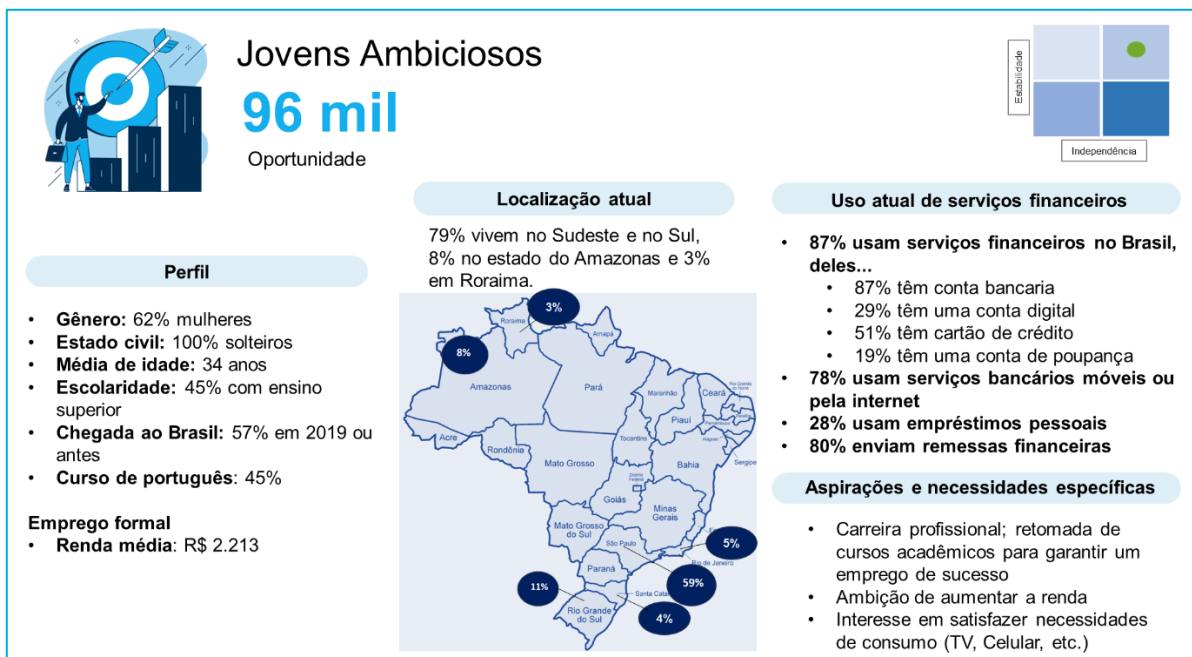 Jovens Ambiciosos
96 mil
Oportunidade
Estabilidade
Independência
Perfil
• Gênero: 62% mulheres
• Estado civil: 100% solteiros
• Média de idade: 34 anos
• Escolaridade: 45% com ensino
superior
• Chegada ao Brasil: 57% em 2019 ou
antes
• Curso de português: 45%
Emprego formal
• Renda média: R$ 2.213
Localização atual
79% vivem no Sudeste e no Sul,
8% no estado do Amazonas e 3%
em Roraima.
3%
Roraima
Amapá
8%
Amazonas
Pará
Maranhão
Ceará
Rio Grande
do Norte
Paraíba
Piauí
Pernambuco
Alagoas
Sergipe
Acre
Rondônia
Tocantins
Mato Grosso
Bahia
Distrito
Federal
Goiás
Minas
Gerais
Mato Grosso
do Sul
São Paulo
5%
Rio de Janeiro
Paraná
59%
11%
Santa Cata
Rio Grande
do Sul
4%
Uso atual de serviços financeiros
• 87% usam serviços financeiros no Brasil,
deles...
• 87% têm conta bancaria
• 29% têm uma conta digital
• 51% têm cartão de crédito
• 19% têm uma conta de poupança
• 78% usam serviços bancários móveis ou
pela internet
• 28% usam empréstimos pessoais
• 80% enviam remessas financeiras
Aspirações e necessidades específicas
• Carreira profissional; retomada de
cursos acadêmicos para garantir um
emprego de sucesso
• Ambição de aumentar a renda
• Interesse em satisfazer necessidades
de consumo (TV, Celular, etc.)